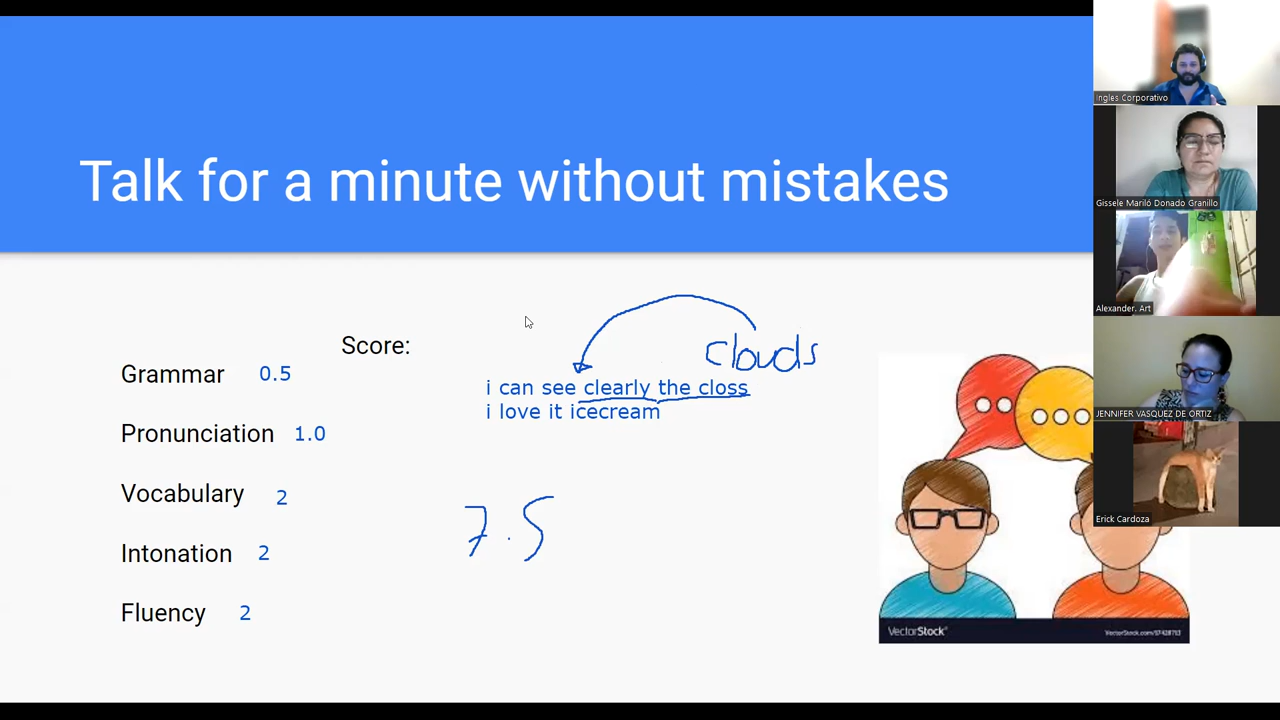 Talk for a minute without mistakes
Score:
Grammar 0.5
Pronunciation 1.0
Vocabulary 2
Intonation 2
Fluency 2
clouds
i can see clearly the closs
i love it icecream
7.5
VectorStock®
Ingles Corporativo
Gissele Mariló Donado Granillo
Alexander. Art
JENNIFER VASQUEZ DE ORTIZ
Erick Cardoza